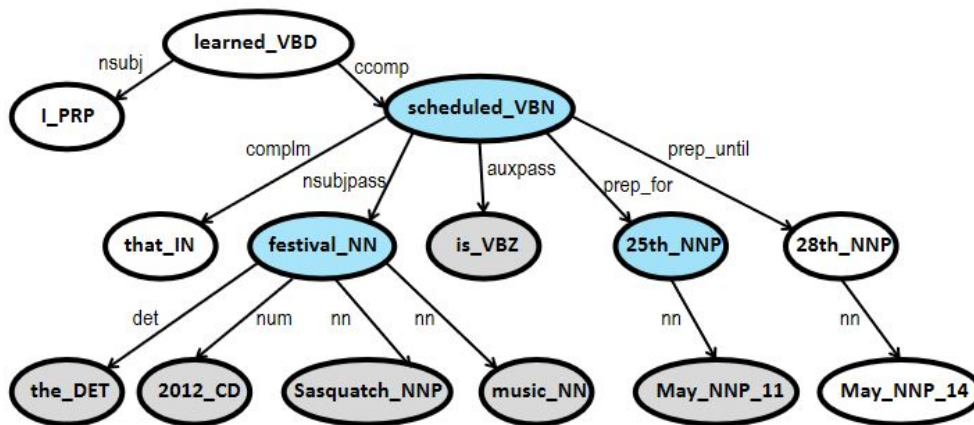 learned_VBD
nsubj
ccomp
I_PRP
scheduled_VBN
complm
nsubjpass
auxpass
prep_for
prep_until
that_IN
festival_NN
is_VBZ
25th_NNP
28th_NNP
det
num
nn
nn
nn
nn
the_DET
2012_CD
Sasquatch_NNP
music_NN
May_NNP_11
May_NNP_14